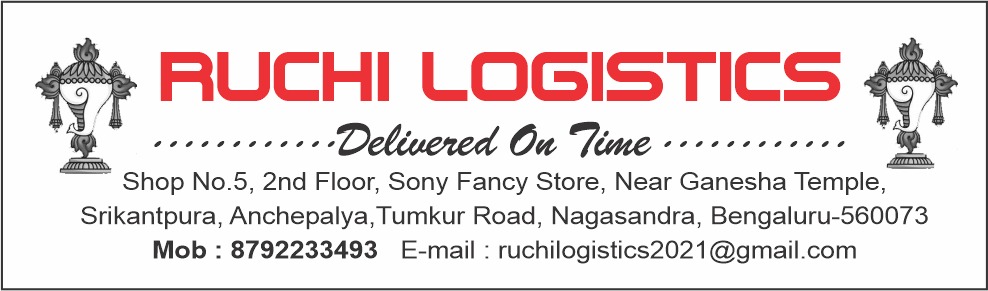 RUCHI LOGISTICS
............Delivered On Time............
Shop No.5, 2nd Floor, Sony Fancy Store, Near Ganesha Temple,
Srikantpura, Anchepalya,Tumkur Road, Nagasandra, Bengaluru-560073
Mob : 8792233493 E-mail : ruchilogistics2021@gmail.com